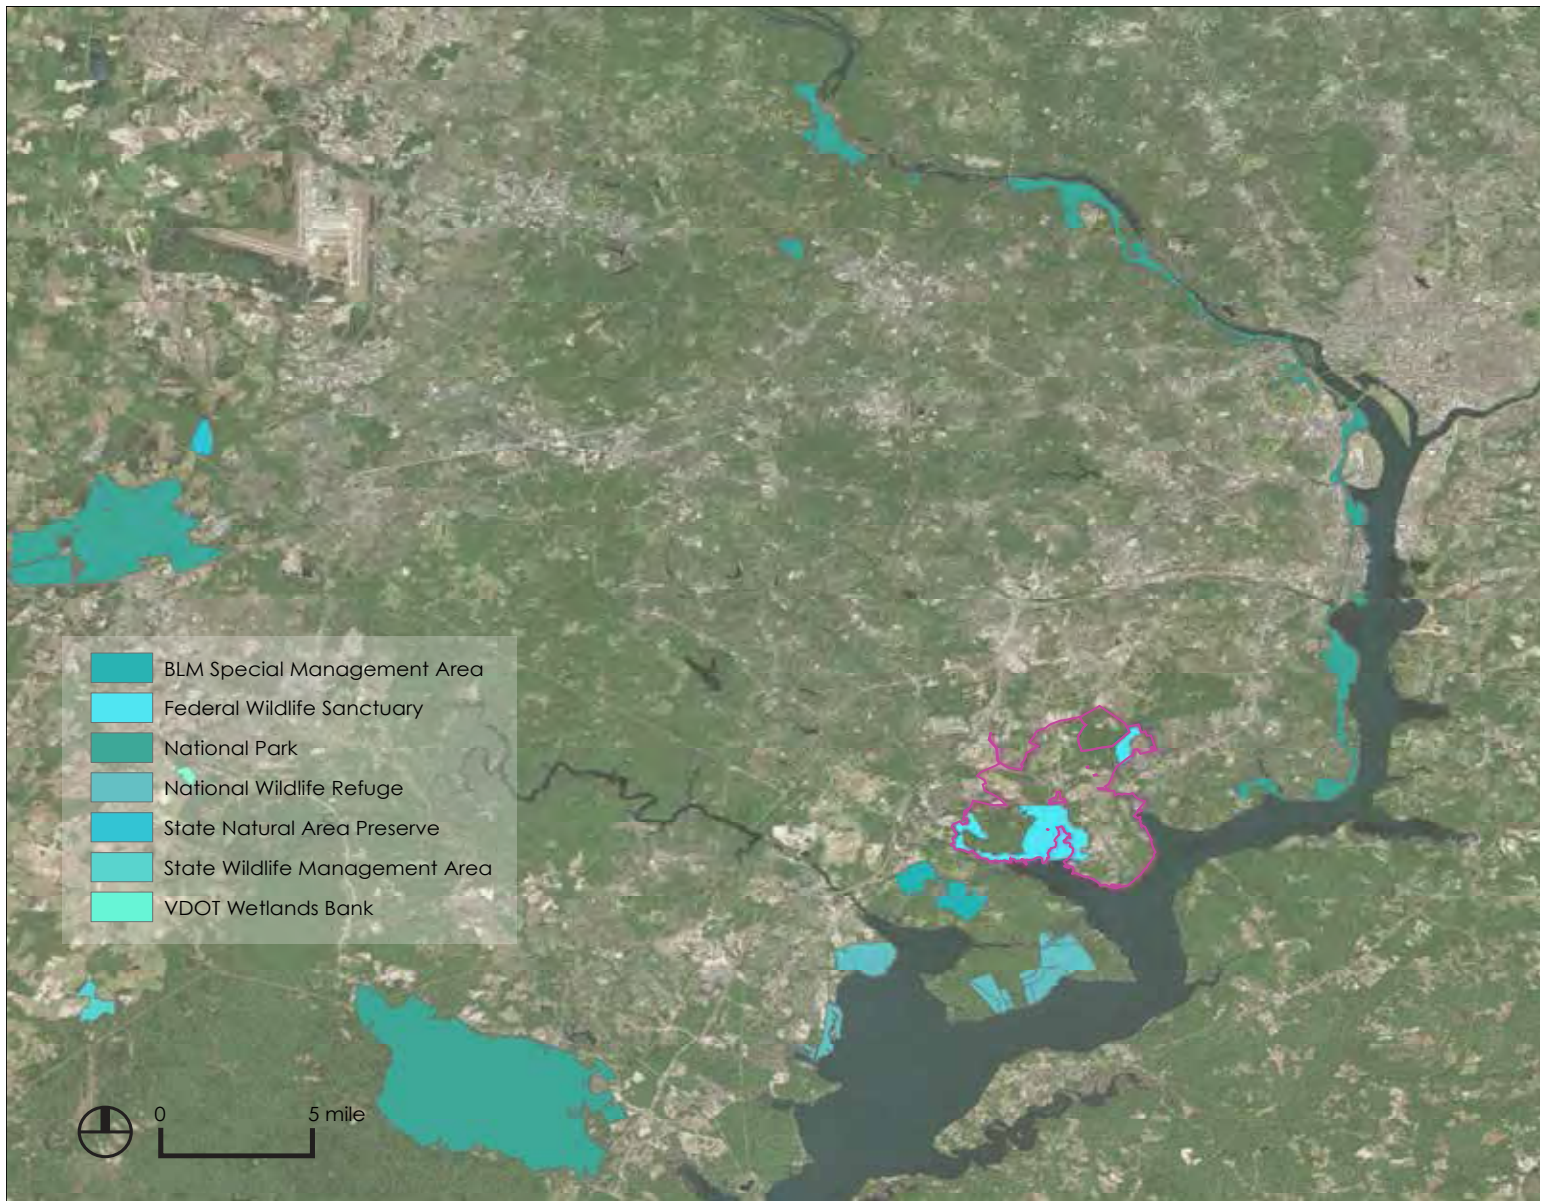 BLM Special Management Area
Federal Wildlife Sanctuary
National Park
National Wildlife Refuge
State Natural Area Preserve
State Wildlife Management Area
VDOT Wetlands Bank
0 5 mile